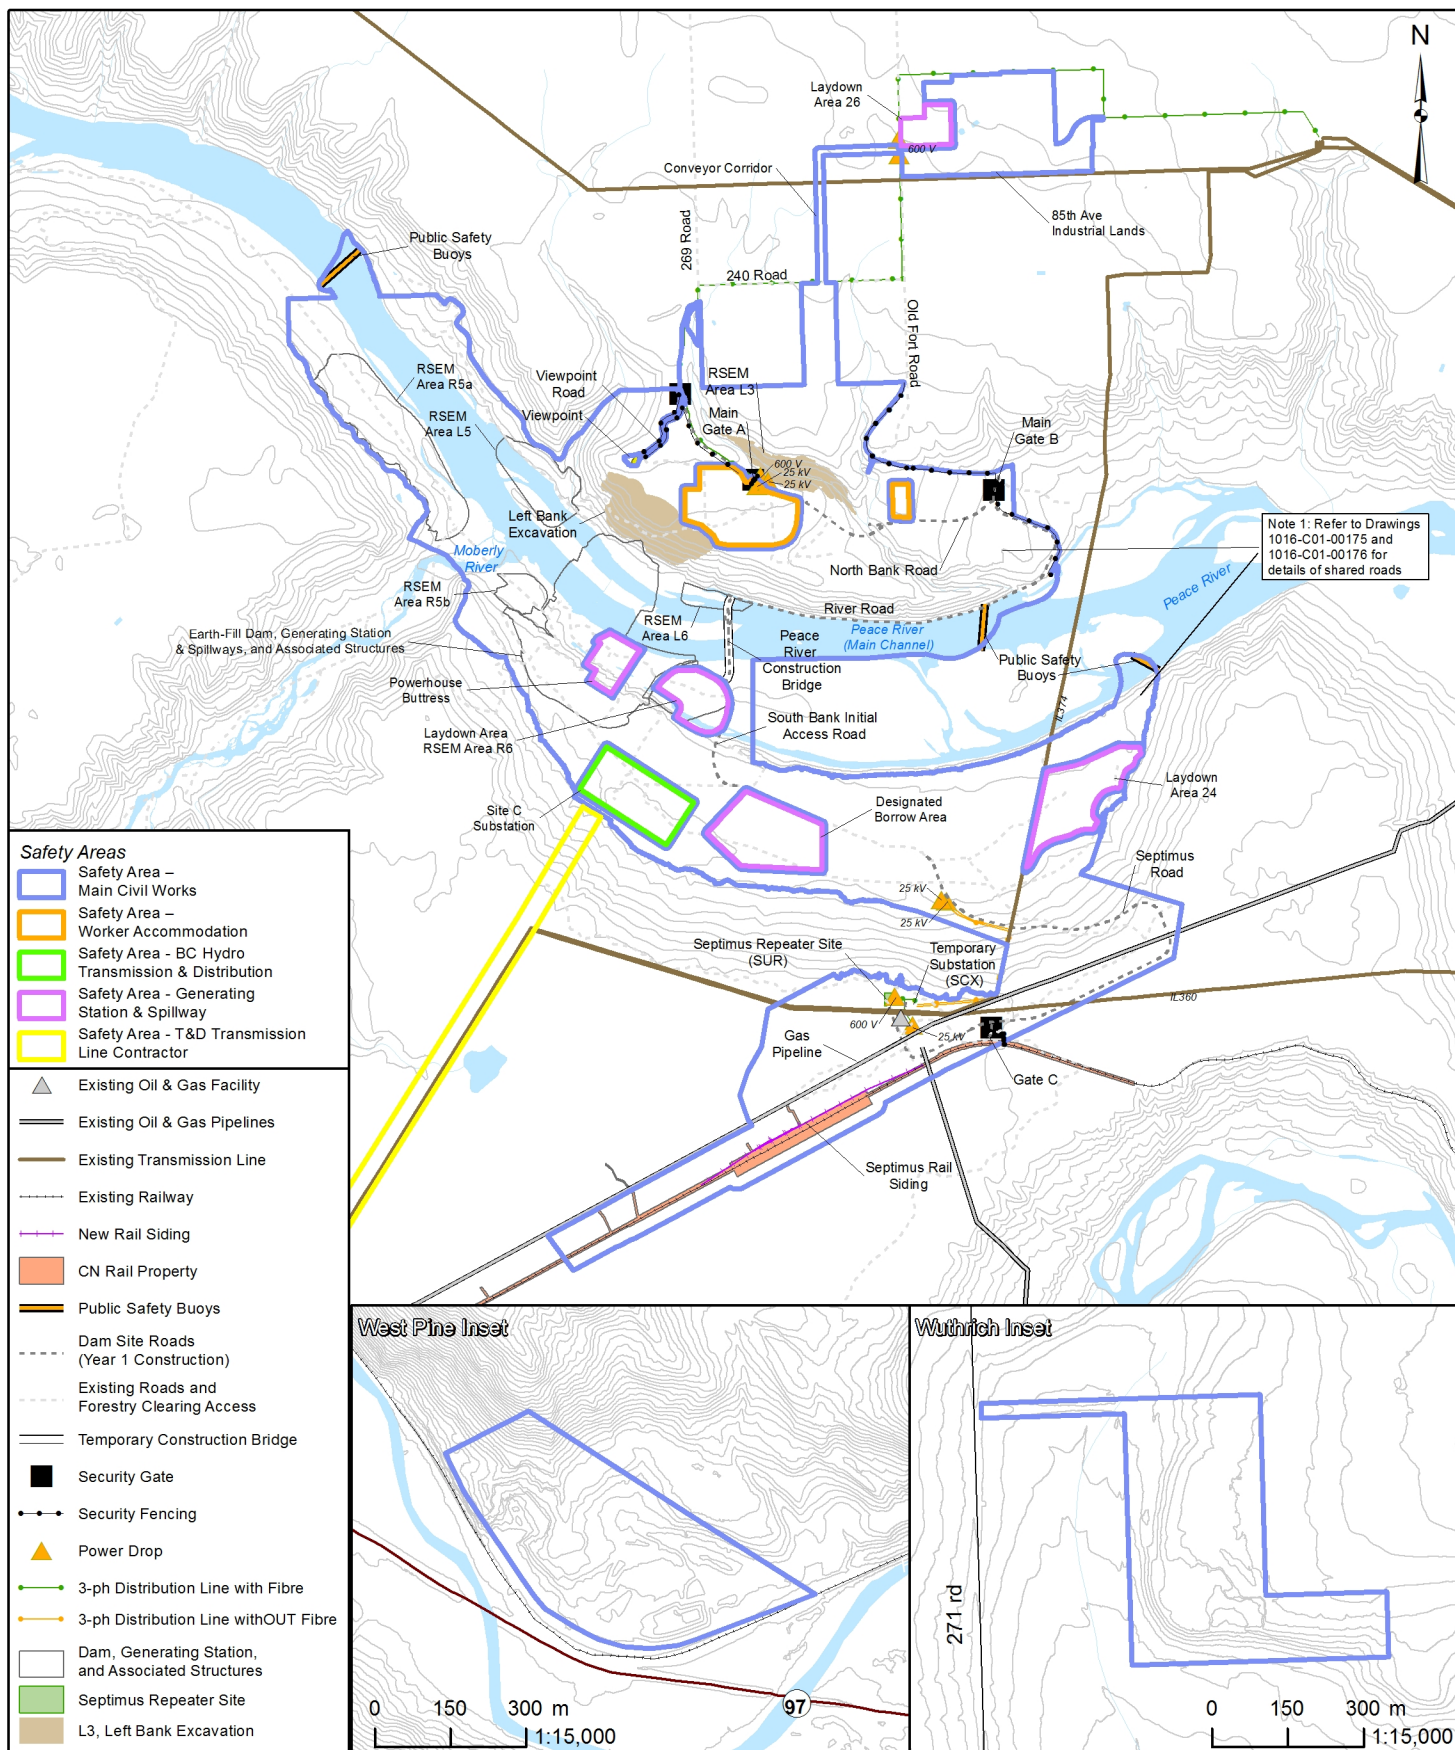 N
Laydown
Area 26
600 V
Conveyor Corridor
85th Ave
Industrial Lands
269 Road
240 Road
Old Fort Road
Public Safety
Buoys
RSEM
Area R5a
RSEM
Area L5
Viewpoint
Road
Viewpoint
RSEM
Area L3
Main
Gate A
600 V
25 kV
25 kV
Main
Gate B
Left Bank
Excavation
Moberly
River
RSEM
Area R5b
North Bank Road
Note 1: Refer to Drawings
1016-C01-00175 and
1016-C01-00176 for
details of shared roads
Peace River
River Road
Peace River
(Main Channel)
RSEM
Area L6
Peace
River
Construction
Bridge
Public Safety
Buoys
Earth-Fill Dam, Generating Station
& Spillways, and Associated Structures
Powerhouse
Buttress
Laydown Area
RSEM Area R6
South Bank Initial
Access Road
IL374
Laydown
Area 24
Site C
Substation
Designated
Borrow Area
Septimus
Road
25 kV
25 kV
Septimus Repeater Site
(SUR)
Temporary
Substation
(SCX)
IL360
600 V
25 kV
Gas
Pipeline
Gate C
Septimus Rail
Siding
Safety Areas
Safety Area –
Main Civil Works
Safety Area –
Worker Accommodation
Safety Area - BC Hydro
Transmission & Distribution
Safety Area - Generating
Station & Spillway
Safety Area - T&D Transmission
Line Contractor
Existing Oil & Gas Facility
Existing Oil & Gas Pipelines
Existing Transmission Line
Existing Railway
New Rail Siding
CN Rail Property
Public Safety Buoys
Dam Site Roads
(Year 1 Construction)
Existing Roads and
Forestry Clearing Access
Temporary Construction Bridge
Security Gate
Security Fencing
Power Drop
3-ph Distribution Line with Fibre
3-ph Distribution Line withOUT Fibre
Dam, Generating Station,
and Associated Structures
Septimus Repeater Site
L3, Left Bank Excavation
West Pine Inset
97
0 150 300 m
1:15,000
Wuthrich Inset
271 rd
0 150 300 m
1:15,000